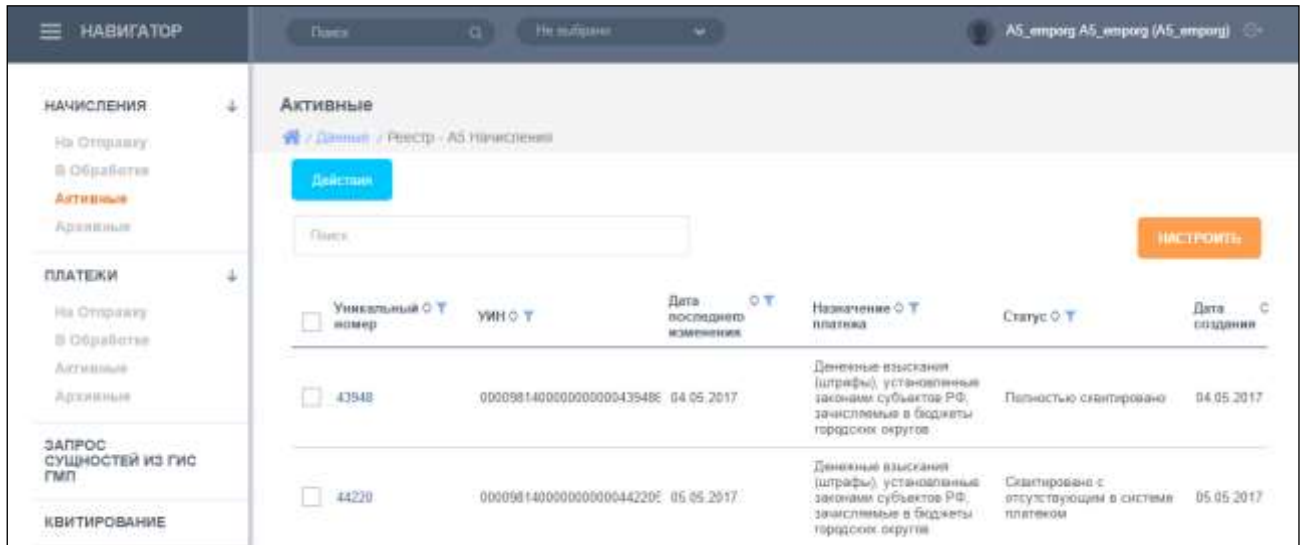 НАВИГАТОР
Поиск
Не выбрано
A5_emporg A5_emporg (A5_emporg)
НАЧИСЛЕНИЯ
На Отправку
В Обработке
Активные
Архивные
ПЛАТЕЖИ
На Отправку
В Обработке
Активные
Архивные
ЗАПРОС
СУЩНОСТЕЙ ИЗ ГИС
ГМП
КВИТИРОВАНИЕ
Активные
/ Данные / Реестр - А5 Начисления
Действия
Поиск
НАСТРОИТЬ
Уникальный номер
УИН
Дата последнего изменения
Назначение платежа
Статус
Дата создания
43948
04.05.2017
Денежные взыскания
(штрафы), установленные
законами субъектов РФ,
зачисляемые в бюджеты
городских округов
Полностью сквитировано
04.05.2017
44220
05.05.2017
Денежные взыскания
(штрафы), установленные
законами субъектов РФ,
зачисляемые в бюджеты
городских округов
Сквитировано с
отсутствующим в системе
платежом
05.05.2017